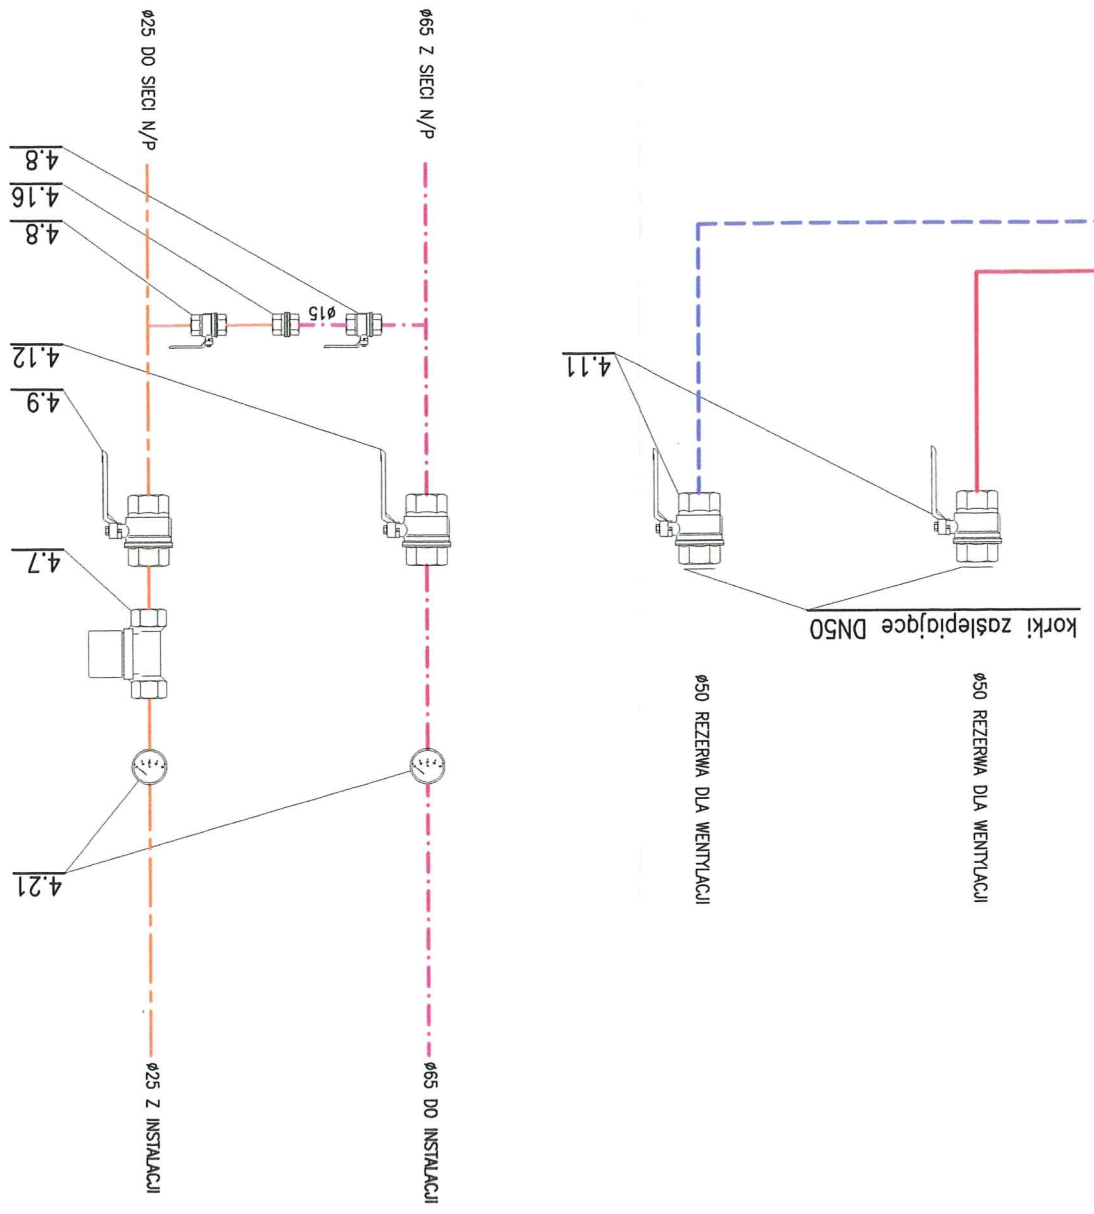 ø25 DO SIECI N/P
ø65 Z SIECI N/P
4.8
4.16
4.8
ø15
4.12
4.9
4.11
4.7
korki zaślepiające DN50
ø50 REZERWA DLA WENTYLACJI
ø50 REZERWA DLA WENTYLACJI
4.21
ø25 Z INSTALACJI
ø65 DO INSTALACJI